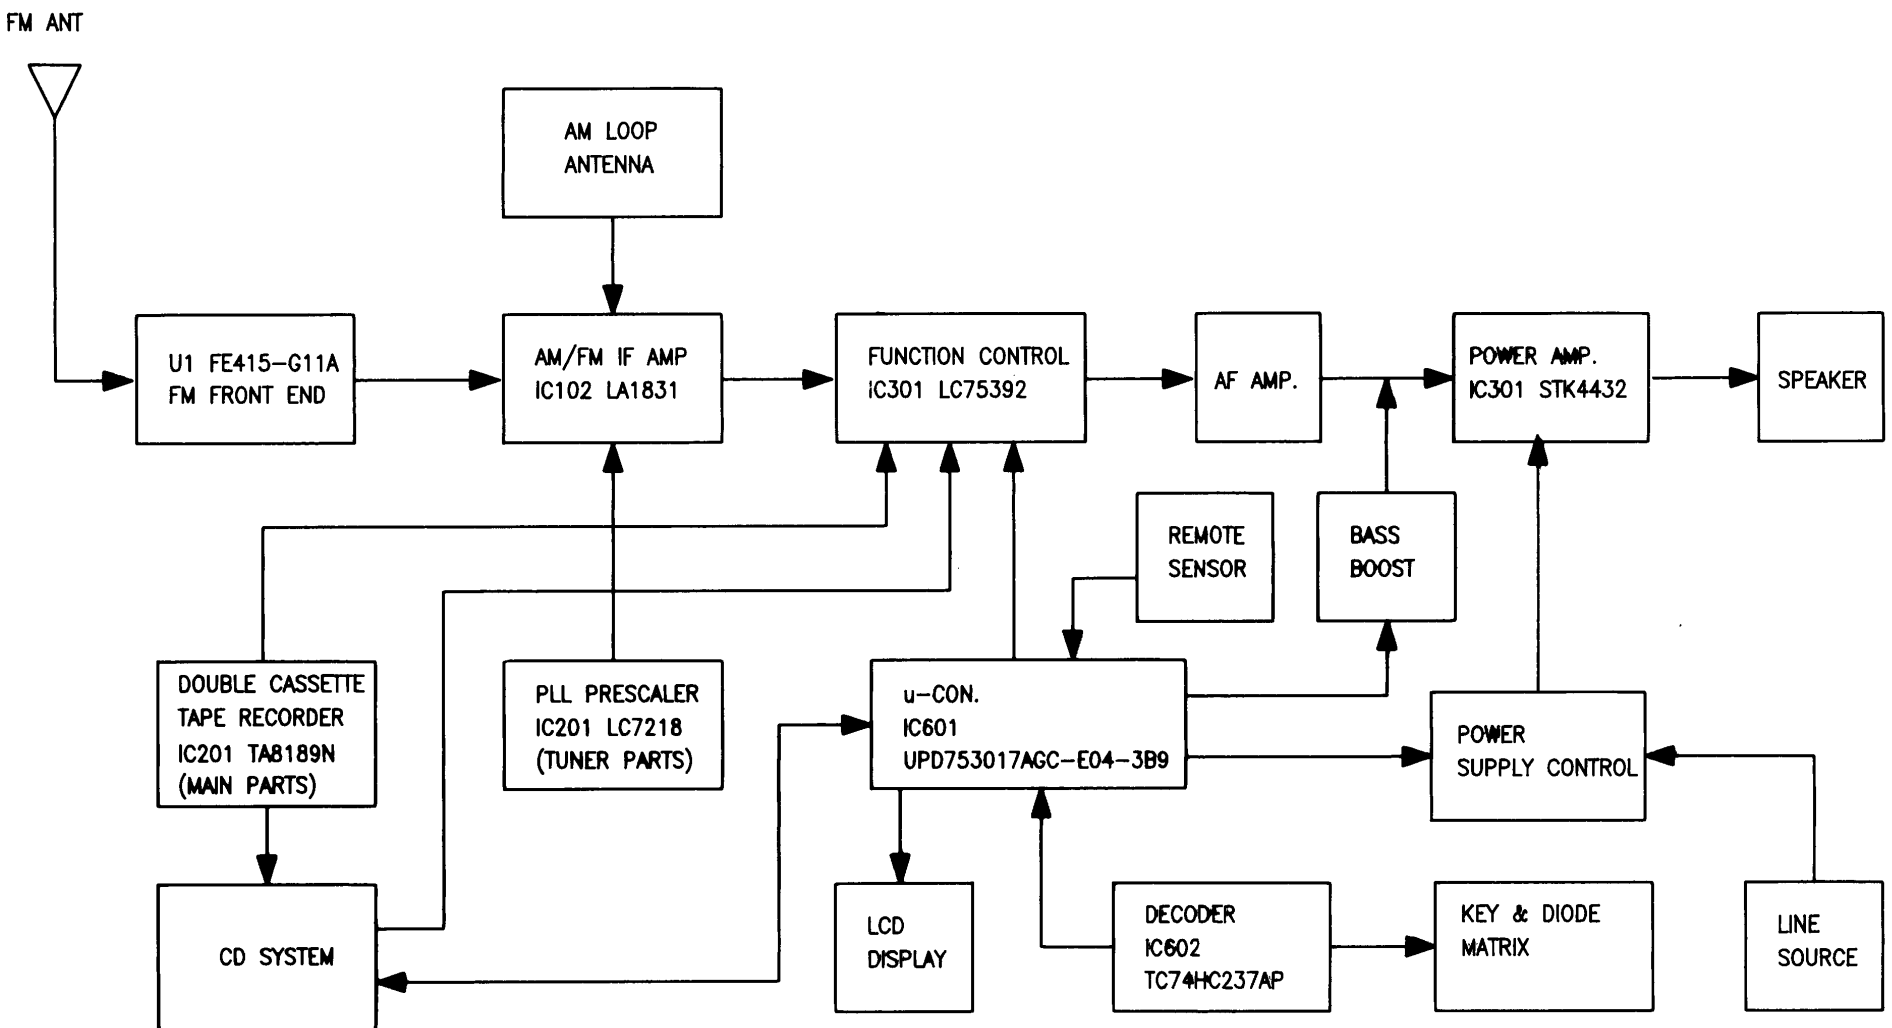 FM ANT
AM LOOP
ANTENNA
U1 FE415-G11A
FM FRONT END
AM/FM IF AMP
IC102 LA1831
FUNCTION CONTROL
IC301 LC75392
AF AMP.
POWER AMP.
IC301 STK4432
SPEAKER
REMOTE
SENSOR
BASS
BOOST
DOUBLE CASSETTE
TAPE RECORDER
IC201 TA8189N
(MAIN PARTS)
PLL PRESCALER
IC201 LC7218
(TUNER PARTS)
u-CON.
IC601
UPD753017AGC-E04-3B9
POWER
SUPPLY CONTROL
CD SYSTEM
LCD
DISPLAY
DECODER
IC602
TC74HC237AP
KEY & DIODE
MATRIX
LINE
SOURCE